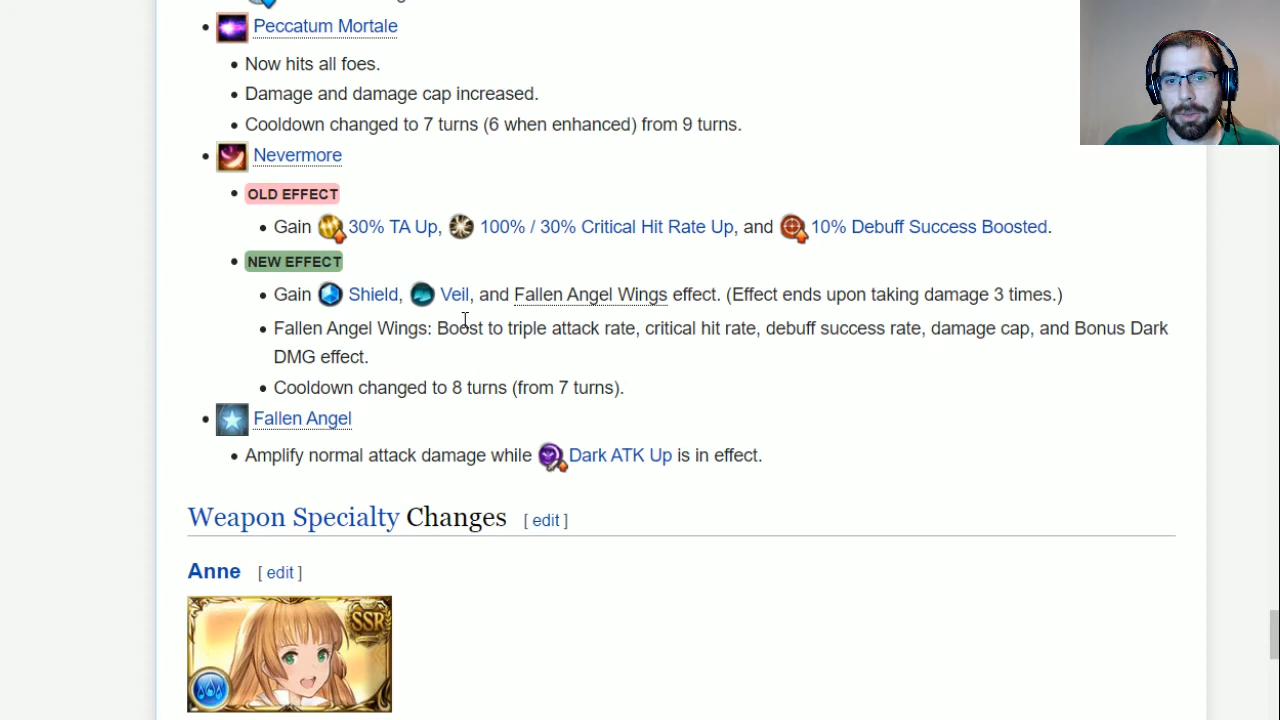 Peccatum Mortale
Now hits all foes.
Damage and damage cap increased.
Cooldown changed to 7 turns (6 when enhanced) from 9 turns.
Nevermore
OLD EFFECT
Gain 30% TA Up, 100% / 30% Critical Hit Rate Up, and 10% Debuff Success Boosted.
NEW EFFECT
Gain Shield, Veil, and Fallen Angel Wings effect. (Effect ends upon taking damage 3 times.)
Fallen Angel Wings: Boost to triple attack rate, critical hit rate, debuff success rate, damage cap, and Bonus Dark
DMG effect.
Cooldown changed to 8 turns (from 7 turns).
Fallen Angel
Amplify normal attack damage while Dark ATK Up is in effect.
Weapon Specialty Changes [ edit ]
Anne [ edit ]
SSR